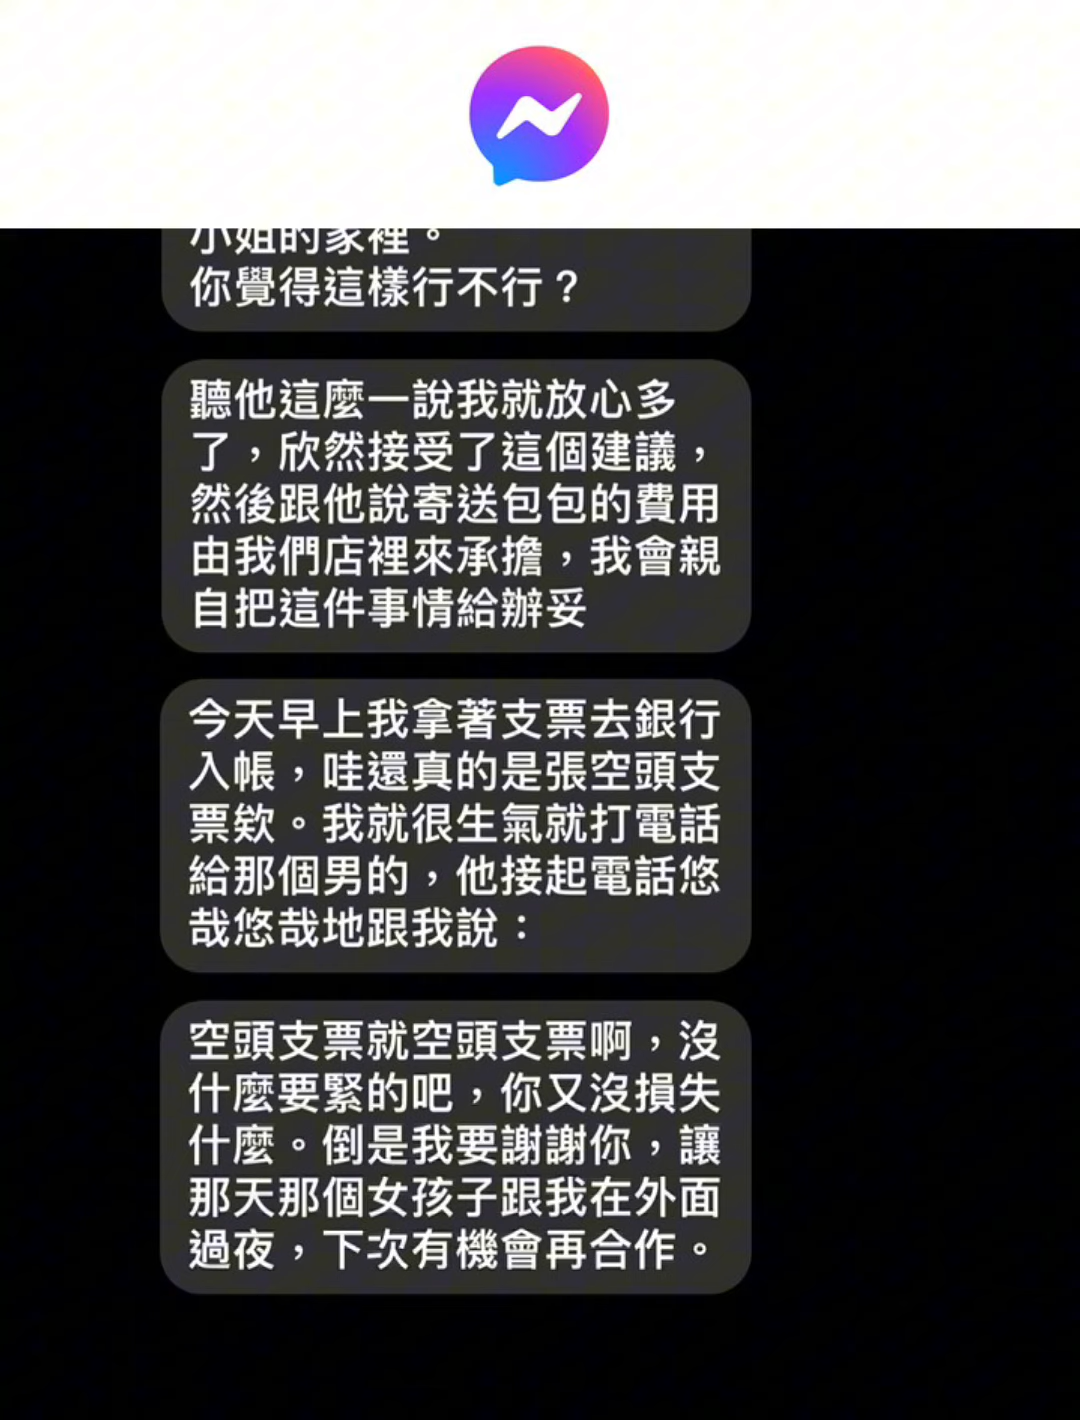 小姐的家裡。
你覺得這樣行不行？
聽他這麼一說我就放心多
了，欣然接受了這個建議，
然後跟他說寄送包包的費用
由我們店裡來承擔，我會親
自把這件事情給辦妥
今天早上我拿著支票去銀行
入帳，哇還真的是張空頭支
票欸。我就很生氣就打電話
給那個男的，他接起電話悠
哉悠哉地跟我說：
空頭支票就空頭支票啊，沒
什麼要緊的吧，你又沒損失
什麼。倒是我要謝謝你，讓
那天那個女孩子跟我在外面
過夜，下次有機會再合作。